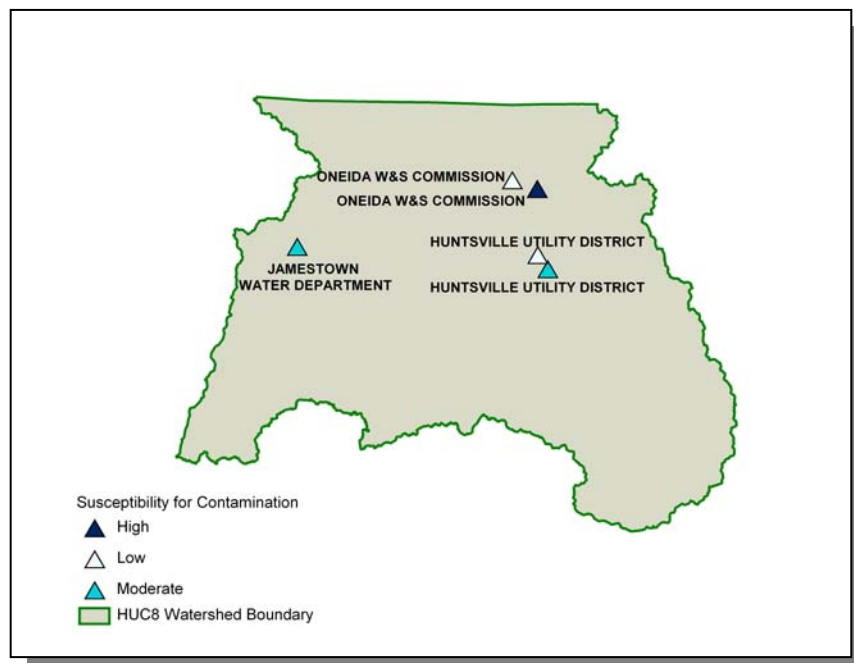 ONEIDA W&S COMMISSION
ONEIDA W&S COMMISSION
HUNTSVILLE UTILITY DISTRICT
JAMESTOWN
WATER DEPARTMENT
HUNTSVILLE UTILITY DISTRICT
Susceptibility for Contamination
High
Low
Moderate
HUC8 Watershed Boundary